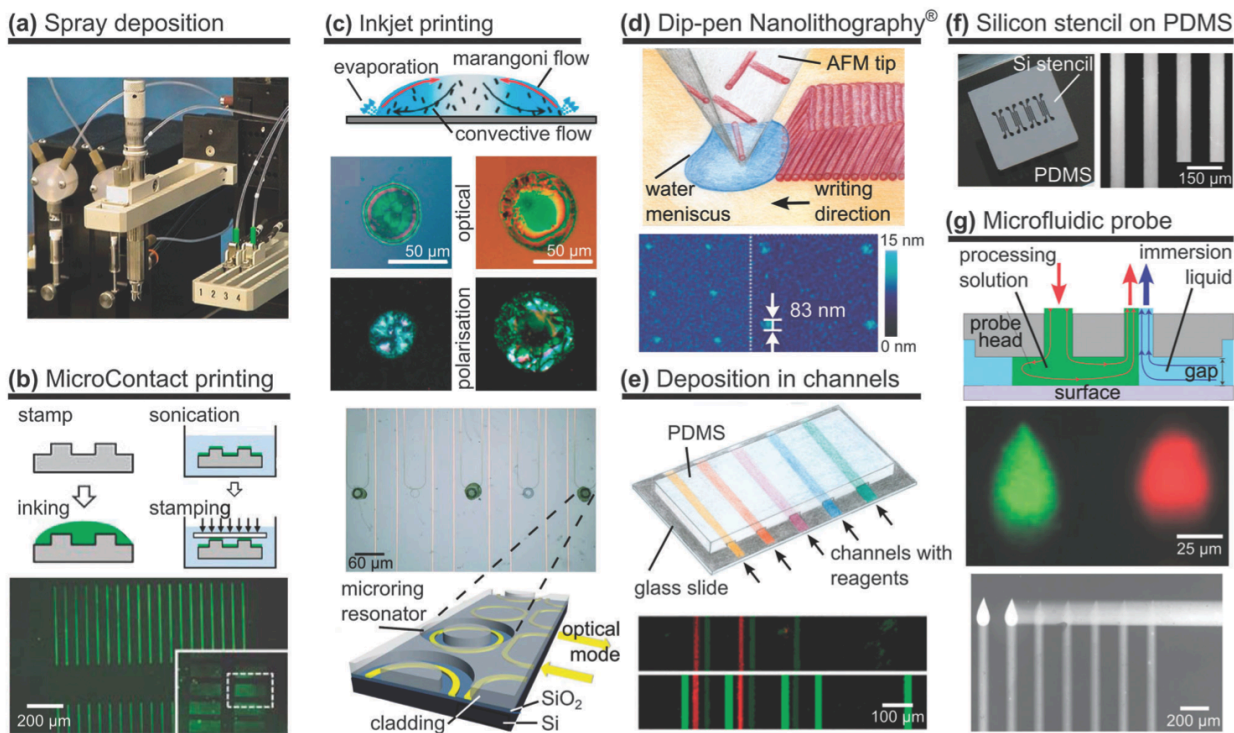 (a) Spray deposition
1 2 3 4
(b) MicroContact printing
stamp
sonication
inking
stamping
200 µm
(c) Inkjet printing
evaporation
marangoni flow
convective flow
optical
50 µm
50 µm
polarisation
60 µm
microring
resonator
optical
mode
SiO₂
cladding
Si
(d) Dip-pen Nanolithography®
AFM tip
water
meniscus
writing
direction
15 nm
83 nm
0 nm
(e) Deposition in channels
PDMS
channels with
reagents
glass slide
100 µm
(f) Silicon stencil on PDMS
Si stencil
PDMS
150 µm
(g) Microfluidic probe
processing
solution
immersion
liquid
probe
head
gap
surface
25 µm
200 µm